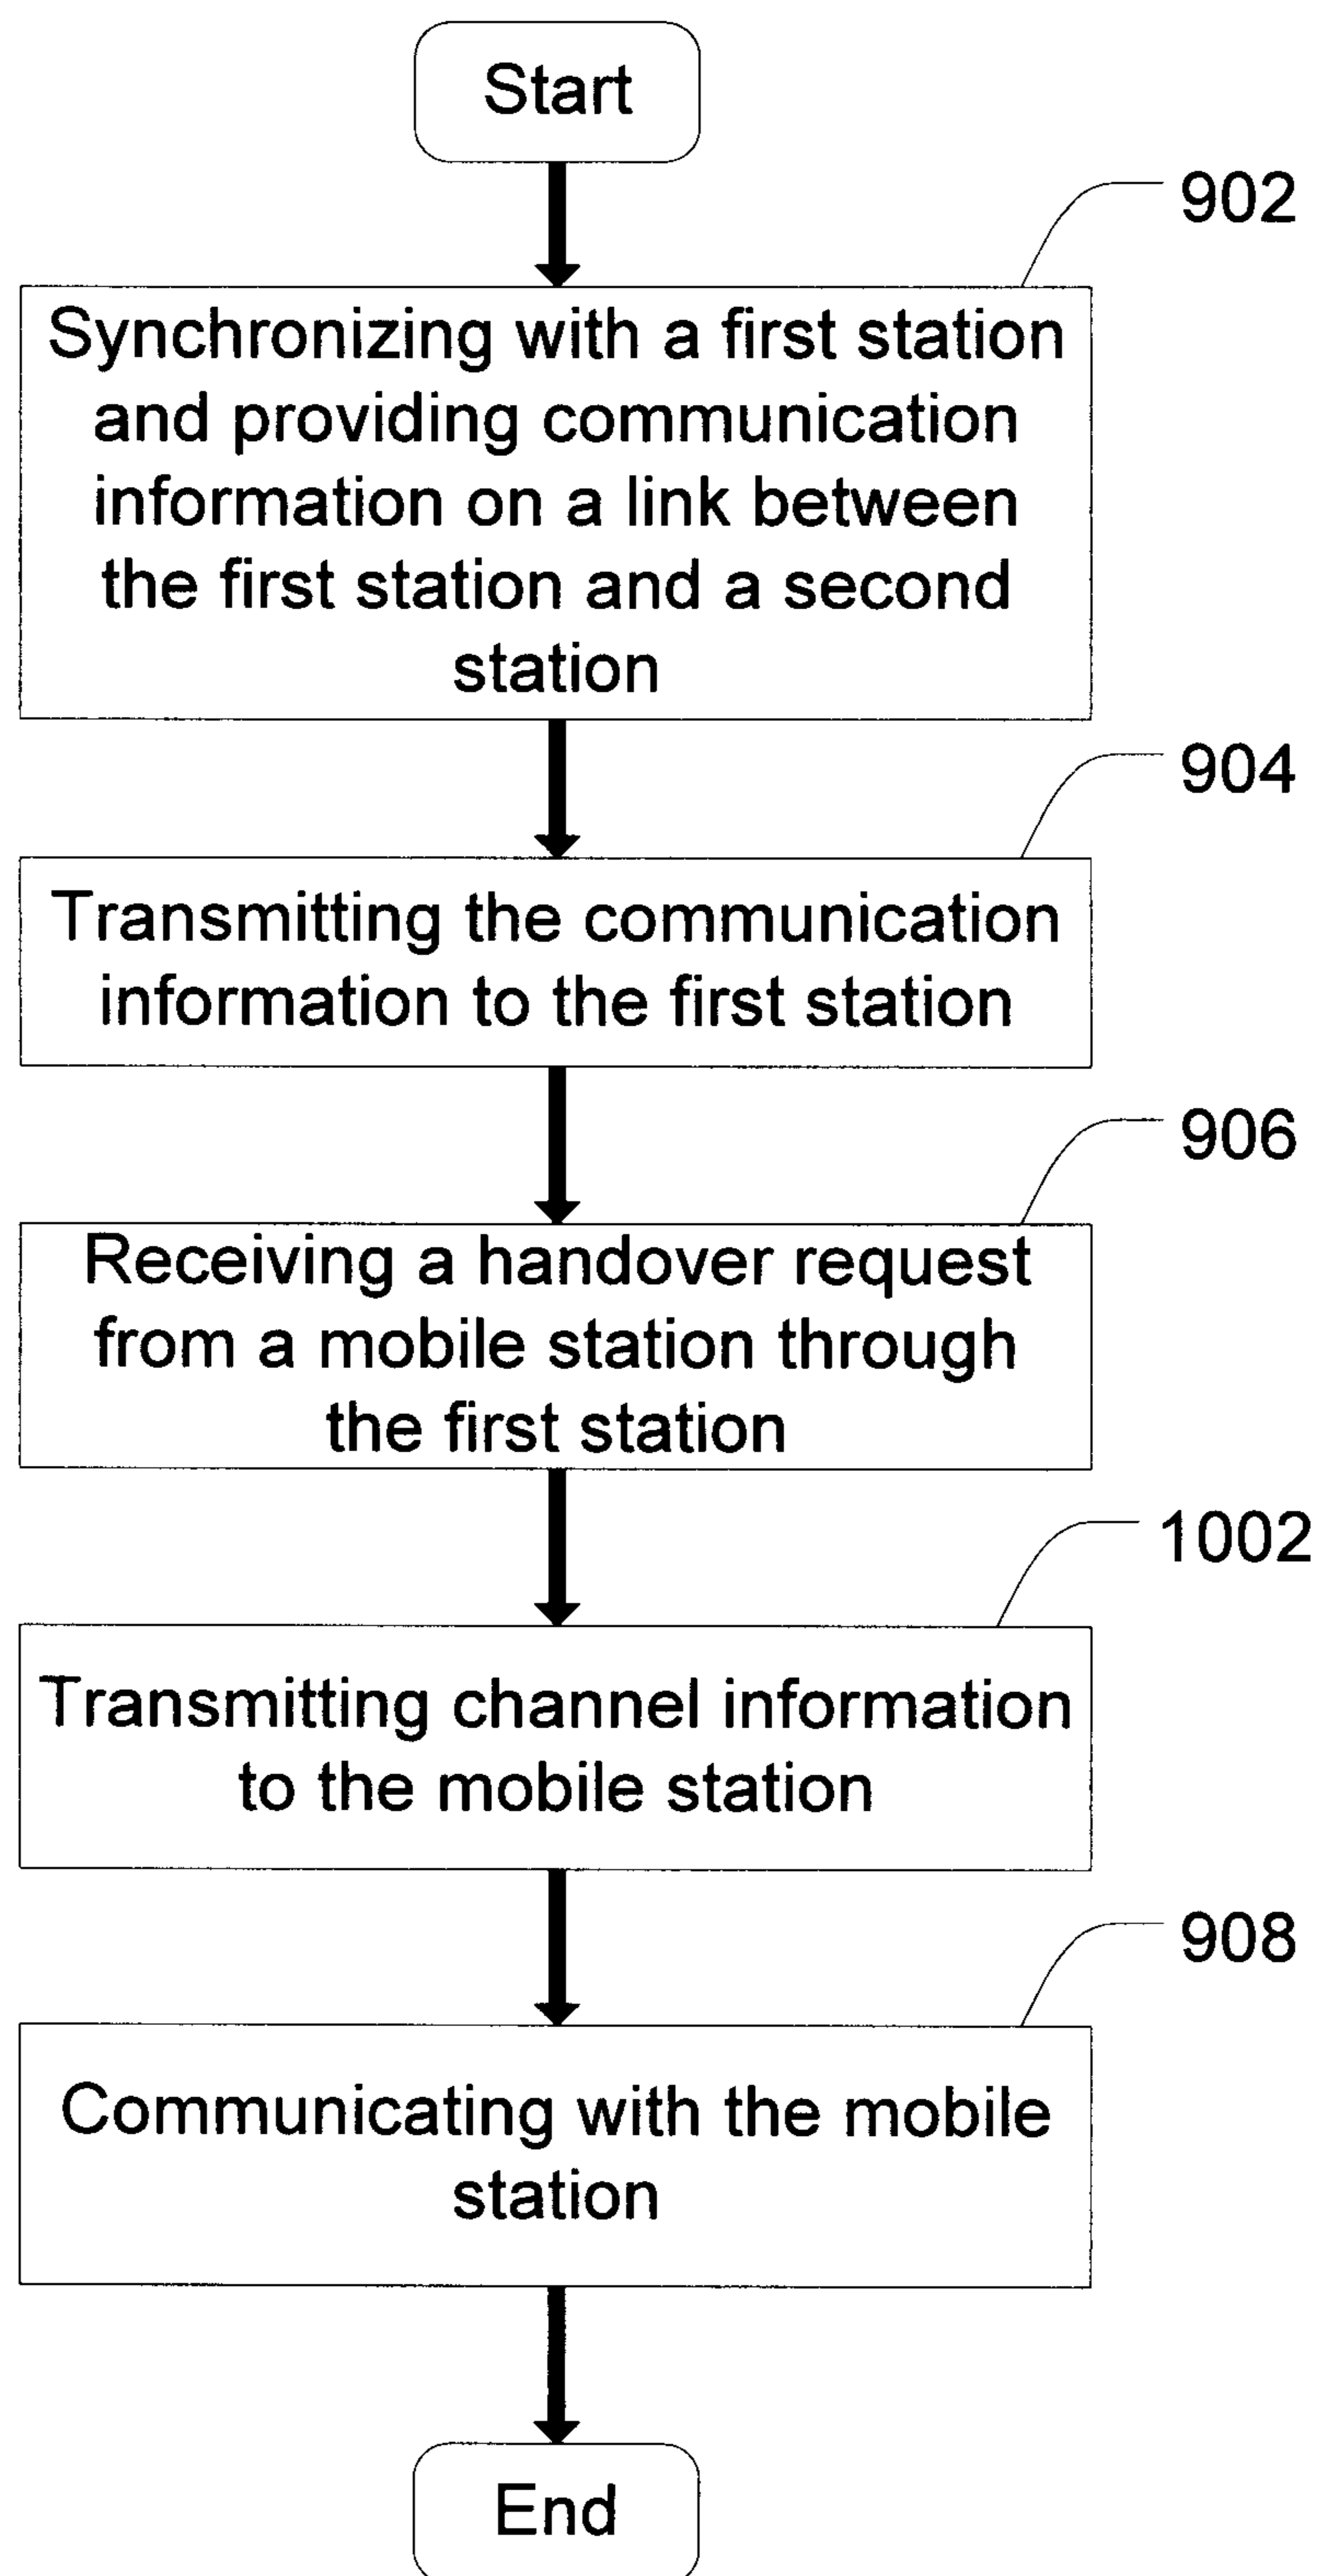 Start
902
Synchronizing with a first station
and providing communication
information on a link between
the first station and a second
station
904
Transmitting the communication
information to the first station
906
Receiving a handover request
from a mobile station through
the first station
1002
Transmitting channel information
to the mobile station
908
Communicating with the mobile
station
End